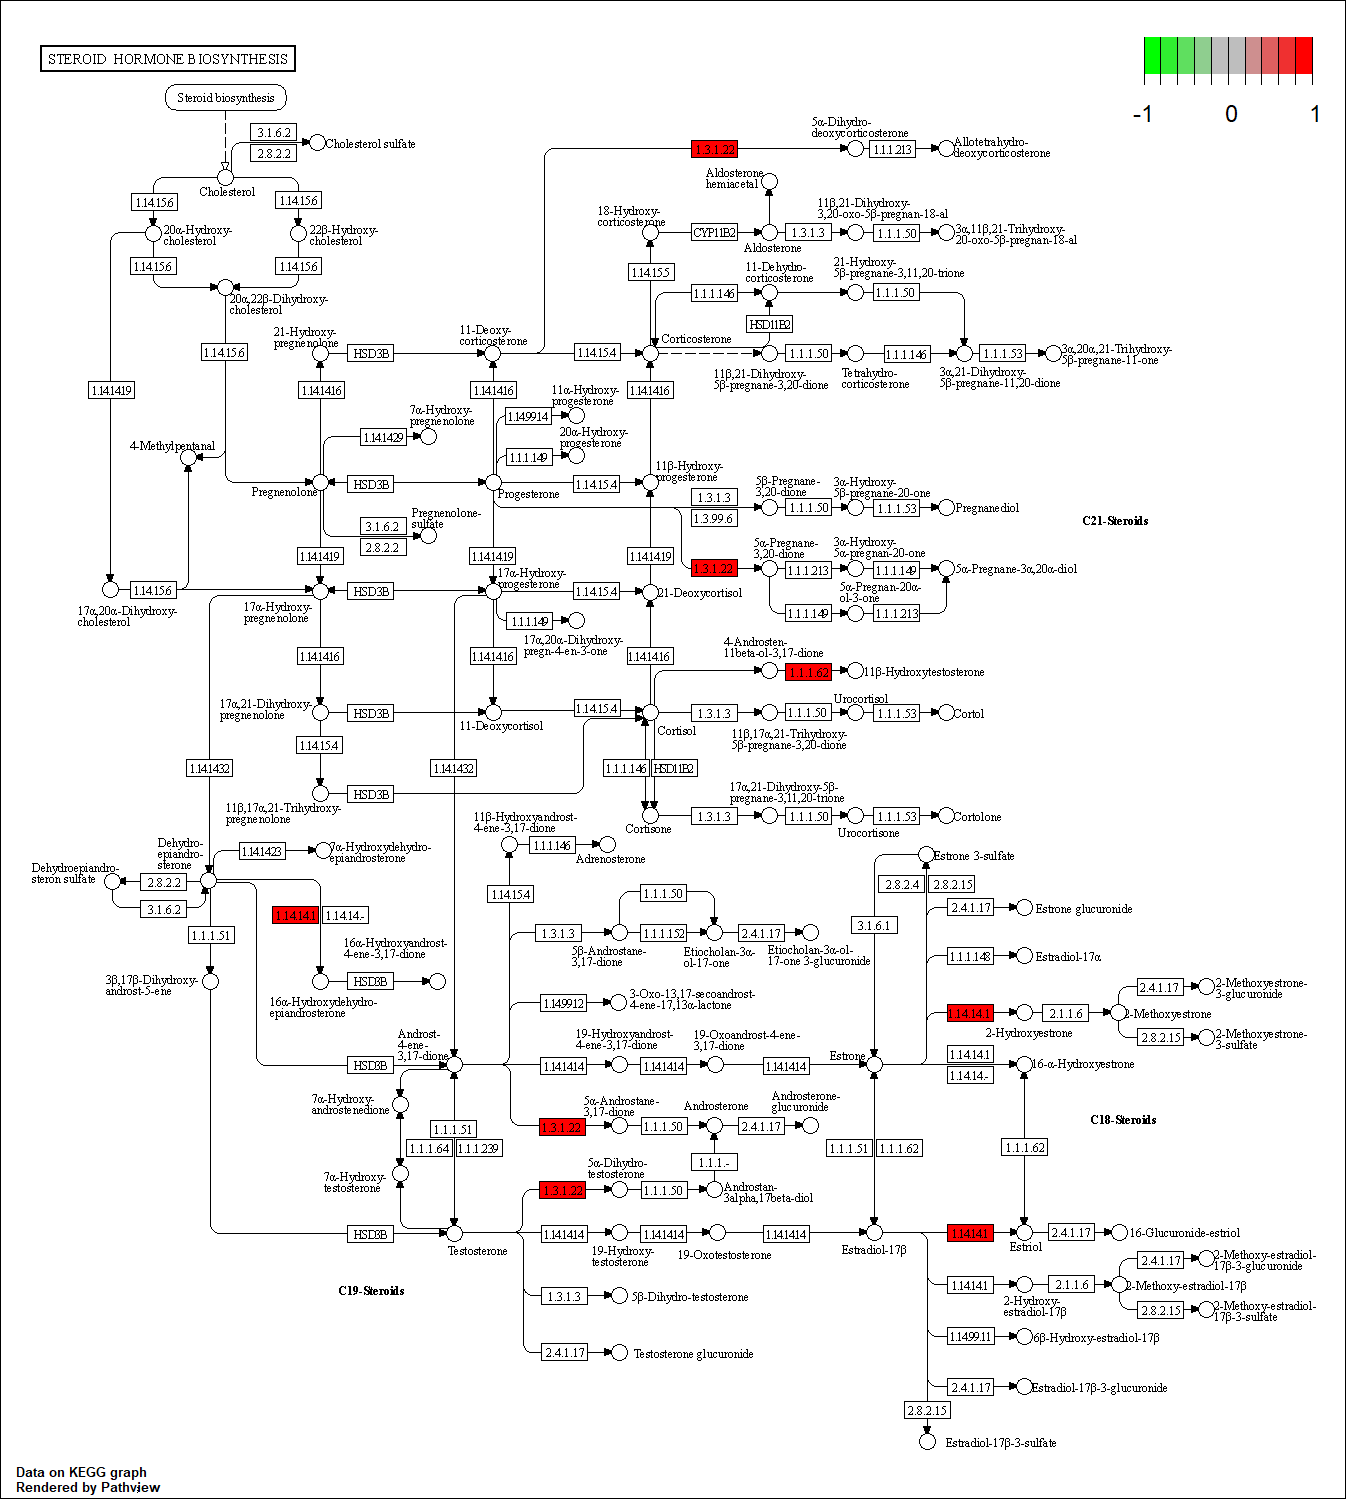 STEROID HORMONE BIOSYNTHESIS
-1 0 1
Steroid biosynthesis
3.1.6.2
2.8.2.2
Cholesterol sulfate
Cholesterol
1.14.15.6
1.14.15.6
20α-Hydroxy-
cholesterol
22β-Hydroxy-
cholesterol
1.14.15.6
1.14.15.6
20α,22β-Dihydroxy-
cholesterol
1.14.15.6
1.14.14.19
4-Methylpentanal
1.14.15.6
17α,20α-Dihydroxy-
cholesterol
5α-Dihydro-
deoxycorticosterone
1.3.1.22
1.1.1.213
Allotetrahydro-
deoxycorticosterone
Aldosterone
hemiacetal
18-Hydroxy-
corticosterone
CYP11B2
Aldosterone
11β,21-Dihydroxy-
3,20-oxo-5β-pregnan-18-al
1.3.1.3
1.1.1.50
3α,11β,21-Trihydroxy-
20-oxo-5β-pregnan-18-al
1.14.15.5
11-Dehydro-
corticosterone
21-Hydroxy-
5β-pregnane-3,11,20-trione
1.1.1.146
1.1.1.50
HSD11B2
21-Hydroxy-
pregnenolone
HSD3B
11-Deoxy-
corticosterone
1.14.15.4
Corticosterone
11β,21-Dihydroxy-
5β-pregnane-3,20-dione
1.1.1.50
Tetrahydro-
corticosterone
1.1.1.146
3α,21-Dihydroxy-
5β-pregnane-11,20-dione
1.1.1.53
3α,20α,21-Trihydroxy-
5β-pregnane-11-one
1.14.14.16
1.14.14.16
1.14.14.16
7α-Hydroxy-
pregnenolone
1.14.14.29
11α-Hydroxy-
progesterone
1.14.99.14
20α-Hydroxy-
progesterone
1.1.1.149
Pregnenolone
HSD3B
Progesterone
1.14.15.4
11β-Hydroxy-
progesterone
3.1.6.2
2.8.2.2
Pregnenolone-
sulfate
1.3.1.3
1.3.99.6
5β-Pregnane-
3,20-dione
1.1.1.50
3α-Hydroxy-
5β-pregnane-20-one
1.1.1.53
Pregnanediol
C21-Steroids
1.14.14.19
1.14.14.19
1.14.14.19
1.3.1.22
5α-Pregnane-
3,20-dione
1.1.1.213
3α-Hydroxy-
5α-pregnan-20-one
1.1.1.149
5α-Pregnane-3α,20α-diol
1.1.1.149
5α-Pregnan-20α-
ol-3-one
1.1.1.213
17α-Hydroxy-
pregnenolone
HSD3B
17α-Hydroxy-
progesterone
1.14.15.4
21-Deoxycortisol
1.1.1.149
17α,20α-Dihydroxy-
pregn-4-en-3-one
1.14.14.16
1.14.14.16
1.14.14.16
4-Androsten-
11beta-ol-3,17-dione
1.1.1.62
11β-Hydroxytestosterone
17α,21-Dihydroxy-
pregnenolone
HSD3B
11-Deoxycortisol
1.14.15.4
Cortisol
1.3.1.3
11β,17α,21-Trihydroxy-
5β-pregnane-3,20-dione
1.1.1.50
Urocortisol
1.1.1.53
Cortol
1.14.15.4
1.14.14.32
1.14.14.32
1.1.1.146
HSD11B2
11β,17α,21-Trihydroxy-
pregnenolone
HSD3B
17α,21-Dihydroxy-5β-
pregnane-3,11,20-trione
Cortisone
1.3.1.3
1.1.1.50
Urocortisone
1.1.1.53
Cortolone
Dehydroepiandro-
steron sulfate
Dehydro-
epiandro-
sterone
2.8.2.2
3.1.6.2
1.14.14.23
7α-Hydroxydehydro-
epiandrosterone
1.14.14.1
1.14.14.-
1.1.1.51
16α-Hydroxyandrost-
4-ene-3,17-dione
HSD3B
16α-Hydroxydehydro-
epiandrosterone
3β,17β-Dihydroxy-
androst-5-ene
11β-Hydroxyandrost-
4-ene-3,17-dione
1.1.1.146
Adrenosterone
1.14.15.4
1.1.1.50
1.3.1.3
5β-Androstane-
3,17-dione
1.1.1.152
Etiocholan-3α-
ol-17-one
2.4.1.17
Etiocholan-3α-ol-
17-one 3-glucuronide
1.14.99.12
3-Oxo-13,17-secoandrost-
4-ene-17,13α-lactone
HSD3B
Androst-
4-ene-
3,17-dione
1.14.14.14
19-Hydroxyandrost-
4-ene-3,17-dione
1.14.14.14
19-Oxoandrost-4-ene-
3,17-dione
1.14.14.14
Estrone
7α-Hydroxy-
androstenedione
1.3.1.22
5α-Androstane-
3,17-dione
1.1.1.50
Androsterone
2.4.1.17
Androsterone-
glucuronide
1.1.1.51
1.1.1.64
1.1.1.239
7α-Hydroxy-
testosterone
1.1.1.-
1.3.1.22
5α-Dihydro-
testosterone
1.1.1.50
Androstan-
3alpha,17beta-diol
HSD3B
Testosterone
1.14.14.14
19-Hydroxy-
testosterone
1.14.14.14
19-Oxotestosterone
1.14.14.14
Estradiol-17β
1.3.1.3
5β-Dihydro-testosterone
2.4.1.17
Testosterone glucuronide
C19-Steroids
Estrone 3-sulfate
2.8.2.4
2.8.2.15
3.1.6.1
2.4.1.17
Estrone glucuronide
1.1.1.148
Estradiol-17α
1.14.14.1
2-Hydroxyestrone
2.1.1.6
2-Methoxyestrone
2.4.1.17
2-Methoxyestrone-
3-glucuronide
2.8.2.15
2-Methoxyestrone-
3-sulfate
1.14.14.1
1.14.14.-
16-α-Hydroxyestrone
C18-Steroids
1.1.1.51
1.1.1.62
1.1.1.62
1.14.14.1
Estriol
2.4.1.17
16-Glucuronide-estriol
1.14.14.1
2-Hydroxy-
estradiol-17β
2.1.1.6
2-Methoxy-estradiol-17β
2.4.1.17
2-Methoxy-estradiol-
17β-3-glucuronide
2.8.2.15
2-Methoxy-estradiol-
17β-3-sulfate
1.14.99.11
6β-Hydroxy-estradiol-17β
2.4.1.17
Estradiol-17β-3-glucuronide
2.8.2.15
Estradiol-17β-3-sulfate
Data on KEGG graph
Rendered by Pathview